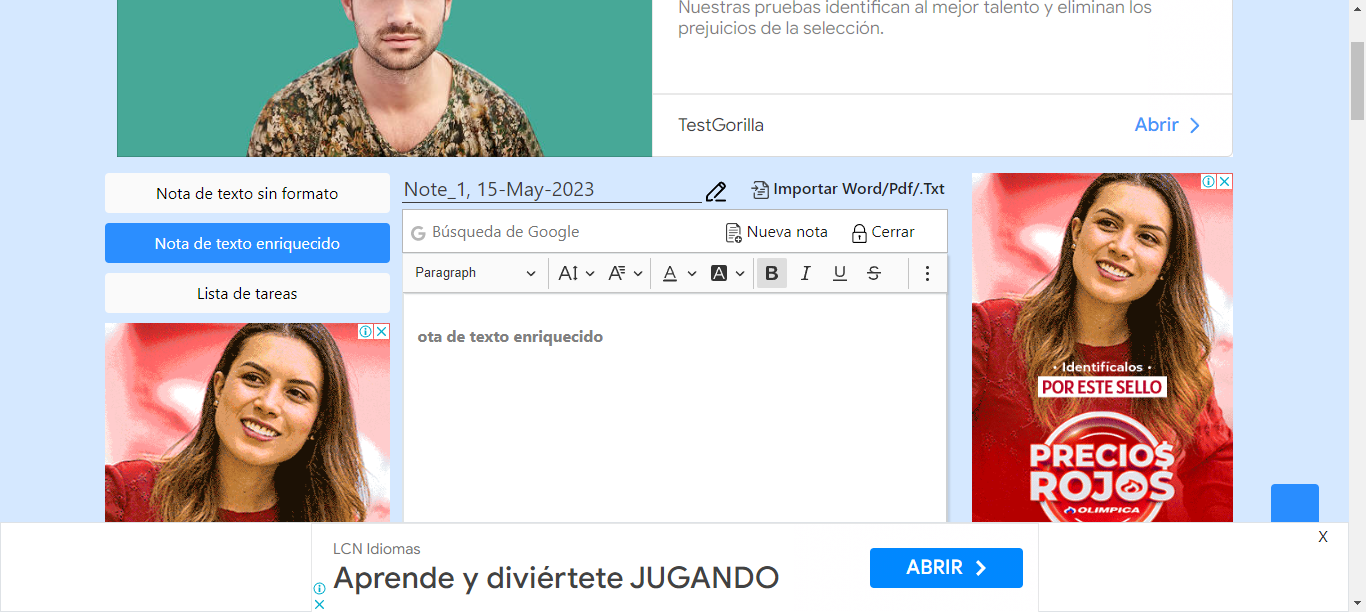 Nuestras pruebas identifican al mejor talento y eliminan los
prejuicios de la selección.
TestGorilla
Abrir
Nota de texto sin formato
Nota de texto enriquecido
Lista de tareas
Note_1, 15-May-2023
Importar Word/Pdf/.Txt
G Búsqueda de Google
Nueva nota
Cerrar
Paragraph
A A A A B I U S
ota de texto enriquecido
· Identifícalos ·
POR ESTE SELLO
PRECIO$
ROJOS
OLIMPICA
LCN Idiomas
Aprende y diviértete JUGANDO
ABRIR
X